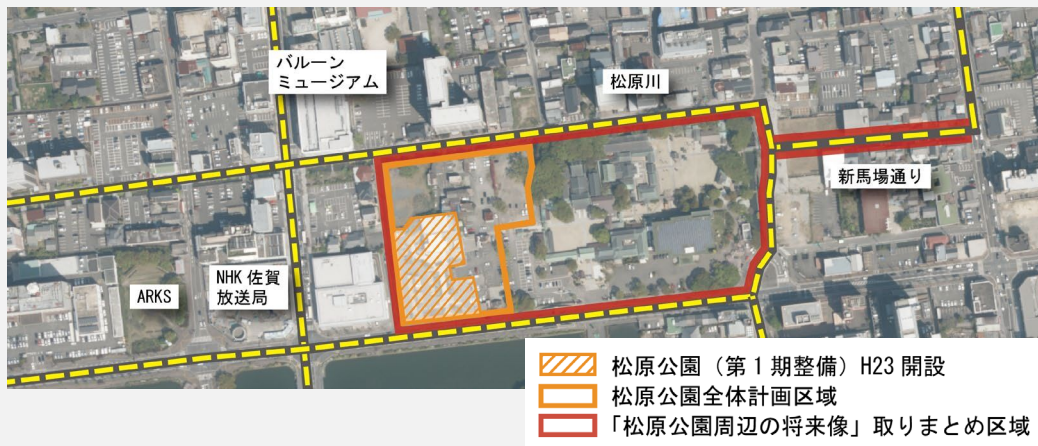 バルーン
ミュージアム
松原川
新馬場通り
NHK 佐賀
放送局
ARKS
松原公園（第１期整備）H23 開設
松原公園全体計画区域
「松原公園周辺の将来像」取りまとめ区域